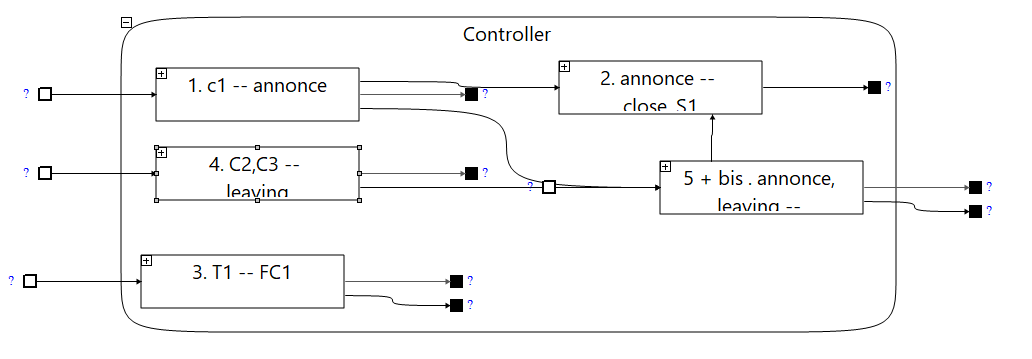 Controller
1. c1 -- annonce
2. annonce --
close_S1
?
?
?
4. C2,C3 --
leaving
?
?
?
5 + bis . annonce,
leaving --
?
?
3. T1 -- FC1
?
?
?